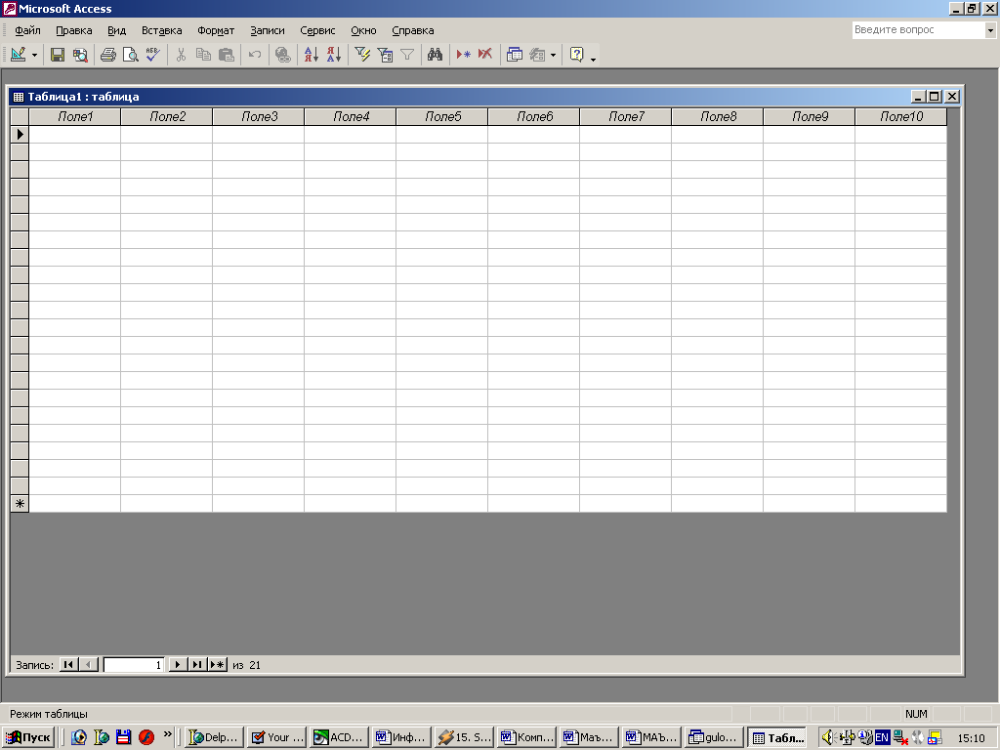 Microsoft Access
Файл Правка Вид Вставка Формат Записи Сервис Окно Справка Введите вопрос
Таблица1 : таблица
Поле1 Поле2 Поле3 Поле4 Поле5 Поле6 Поле7 Поле8 Поле9 Поле10
Запись: 1 из 21
Режим таблицы NUM
Пуск » Delp... Your ... ACD... Инф... 15. S... Комп... Маъ... МАЪ... gulo... Табл... EN 15:10